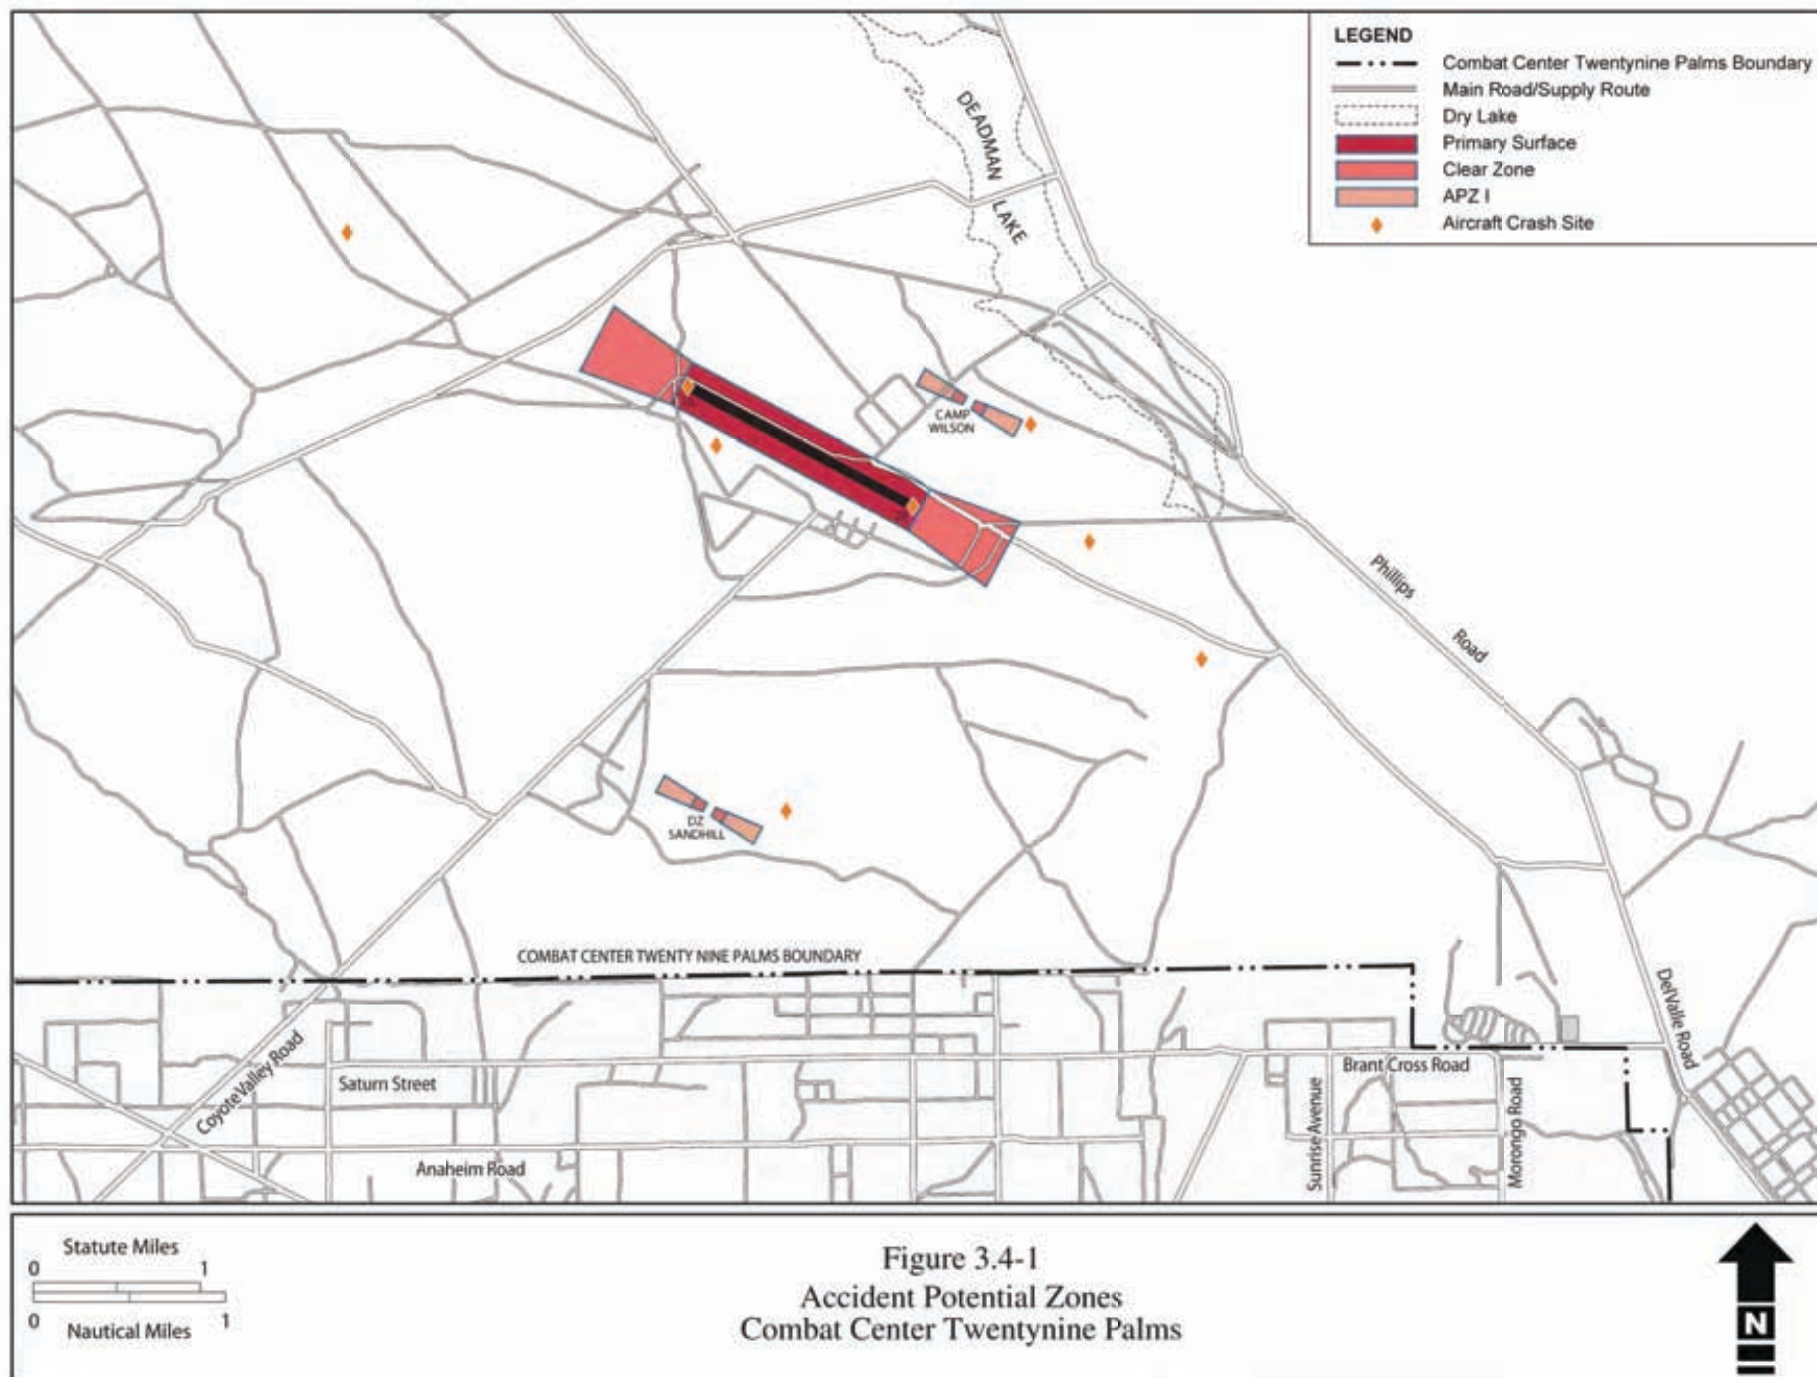 LEGEND
Combat Center Twentynine Palms Boundary
Main Road/Supply Route
Dry Lake
Primary Surface
Clear Zone
APZ I
Aircraft Crash Site
DEADMAN
LAKE
CAMP
WILSON
Phillips
Road
DZ
SANDHILL
COMBAT CENTER TWENTY NINE PALMS BOUNDARY
DelValle Road
Coyote Valley Road
Saturn Street
Brant Cross Road
Sunrise Avenue
Morongo Road
Anaheim Road
Statute Miles
0 1
0 1
Nautical Miles
Figure 3.4-1
Accident Potential Zones
Combat Center Twentynine Palms
N